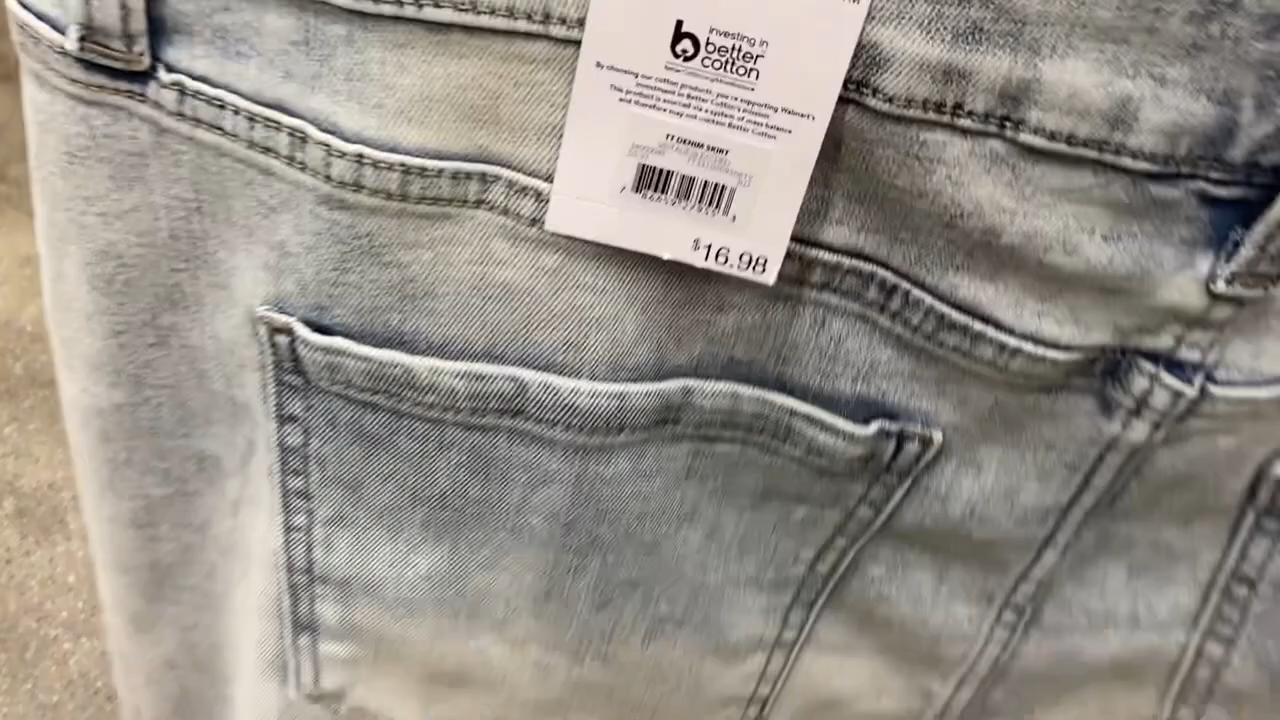 investing in
better
cotton
By choosing our cotton products, you're supporting Walmart's
investment in Better Cotton's mission.
This product is sourced via a system of mass balance
and therefore may not contain Better Cotton.
TT DENIM SKIRT
$16.98